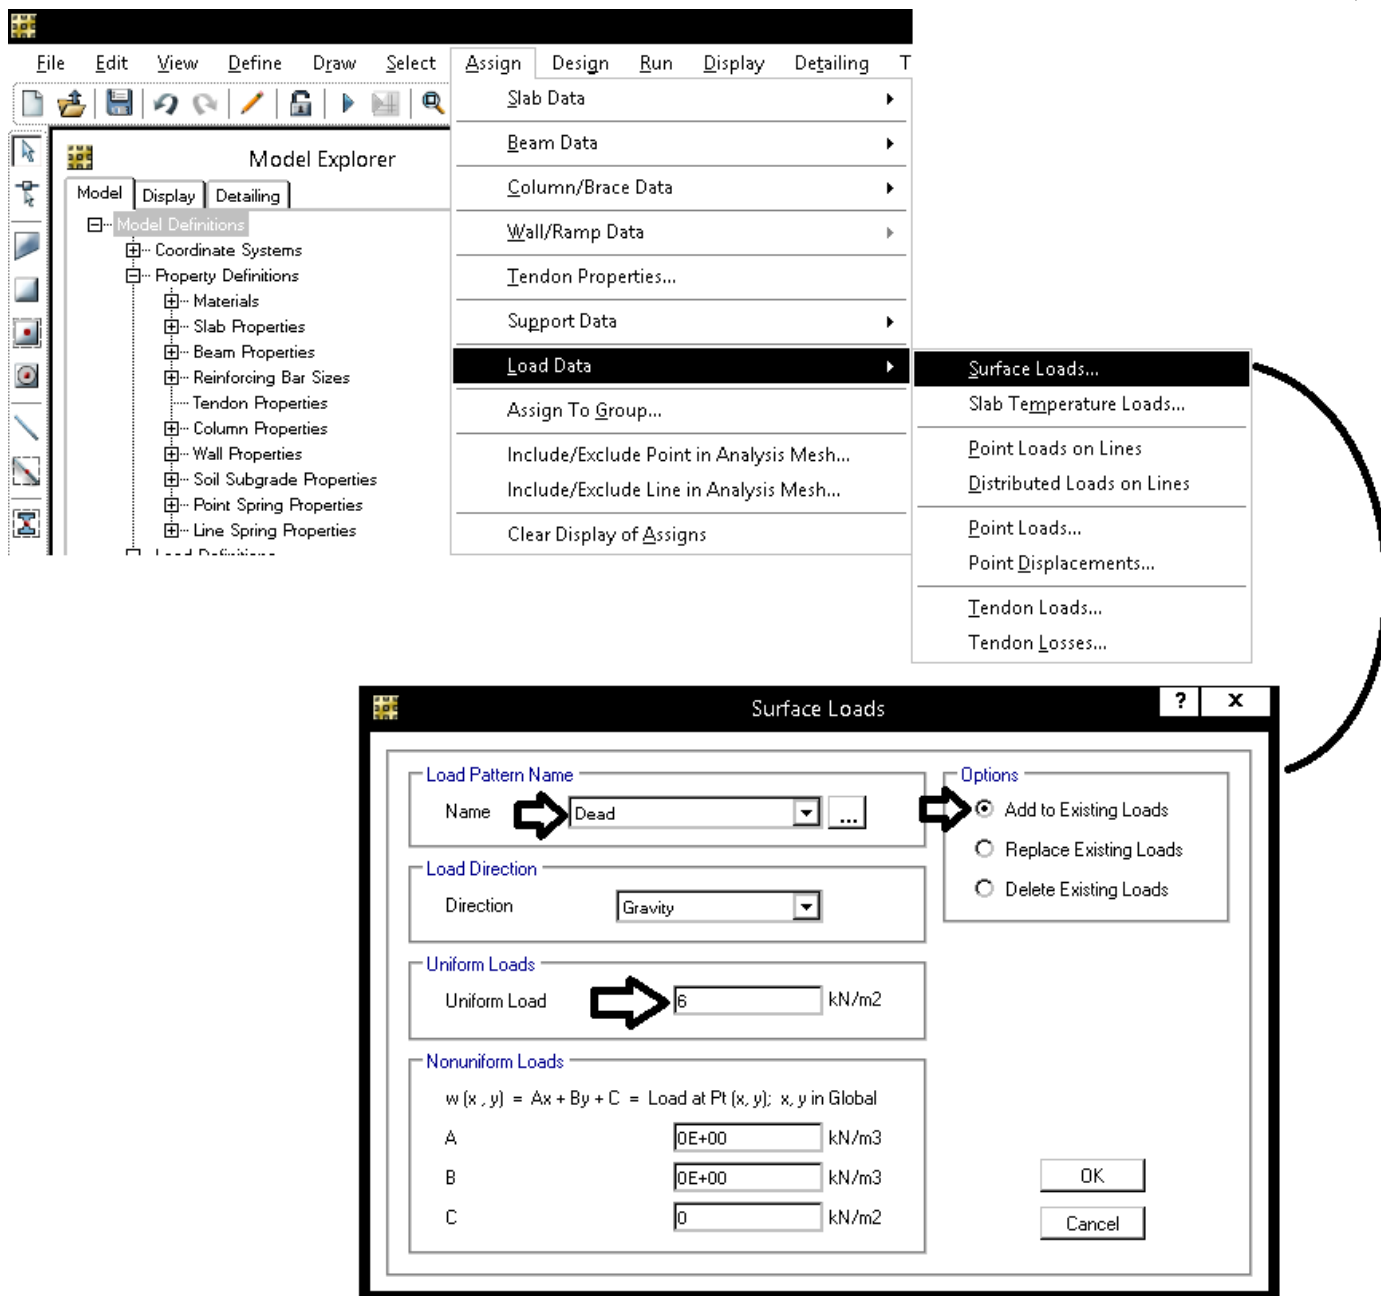 File Edit View Define Draw Select Assign Design Run Display Detailing T
Slab Data
Beam Data
Column/Brace Data
Wall/Ramp Data
Tendon Properties...
Support Data
Load Data
Assign To Group...
Include/Exclude Point in Analysis Mesh...
Include/Exclude Line in Analysis Mesh...
Clear Display of Assigns
Model Explorer
Model Display Detailing
Model Definitions
Coordinate Systems
Property Definitions
Materials
Slab Properties
Beam Properties
Reinforcing Bar Sizes
Tendon Properties
Column Properties
Wall Properties
Soil Subgrade Properties
Point Spring Properties
Line Spring Properties
Load Definitions
Surface Loads...
Slab Temperature Loads...
Point Loads on Lines
Distributed Loads on Lines
Point Loads...
Point Displacements...
Tendon Loads...
Tendon Losses...
Surface Loads ? x
Load Pattern Name
Name Dead ...
Load Direction
Direction Gravity
Uniform Loads
Uniform Load 6 kN/m2
Nonuniform Loads
w (x , y) = Ax + By + C = Load at Pt (x, y); x, y in Global
A 0E+00 kN/m3
B 0E+00 kN/m3
C 0 kN/m2
Options
Add to Existing Loads
Replace Existing Loads
Delete Existing Loads
OK
Cancel